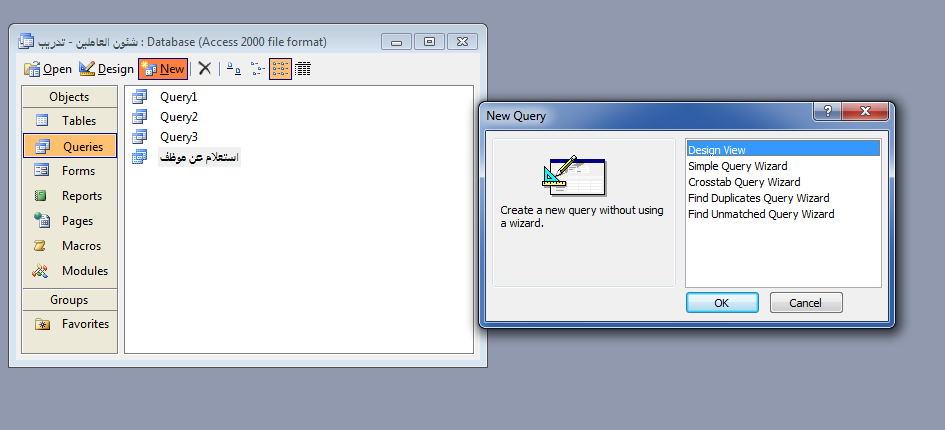 شئون العاملين - تدريب : Database (Access 2000 file format)
Open Design New
Objects
Tables
Queries
Forms
Reports
Pages
Macros
Modules
Groups
Favorites
Query1
Query2
Query3
استعلام عن موظف
New Query
Create a new query without using
a wizard.
Design View
Simple Query Wizard
Crosstab Query Wizard
Find Duplicates Query Wizard
Find Unmatched Query Wizard
OK Cancel